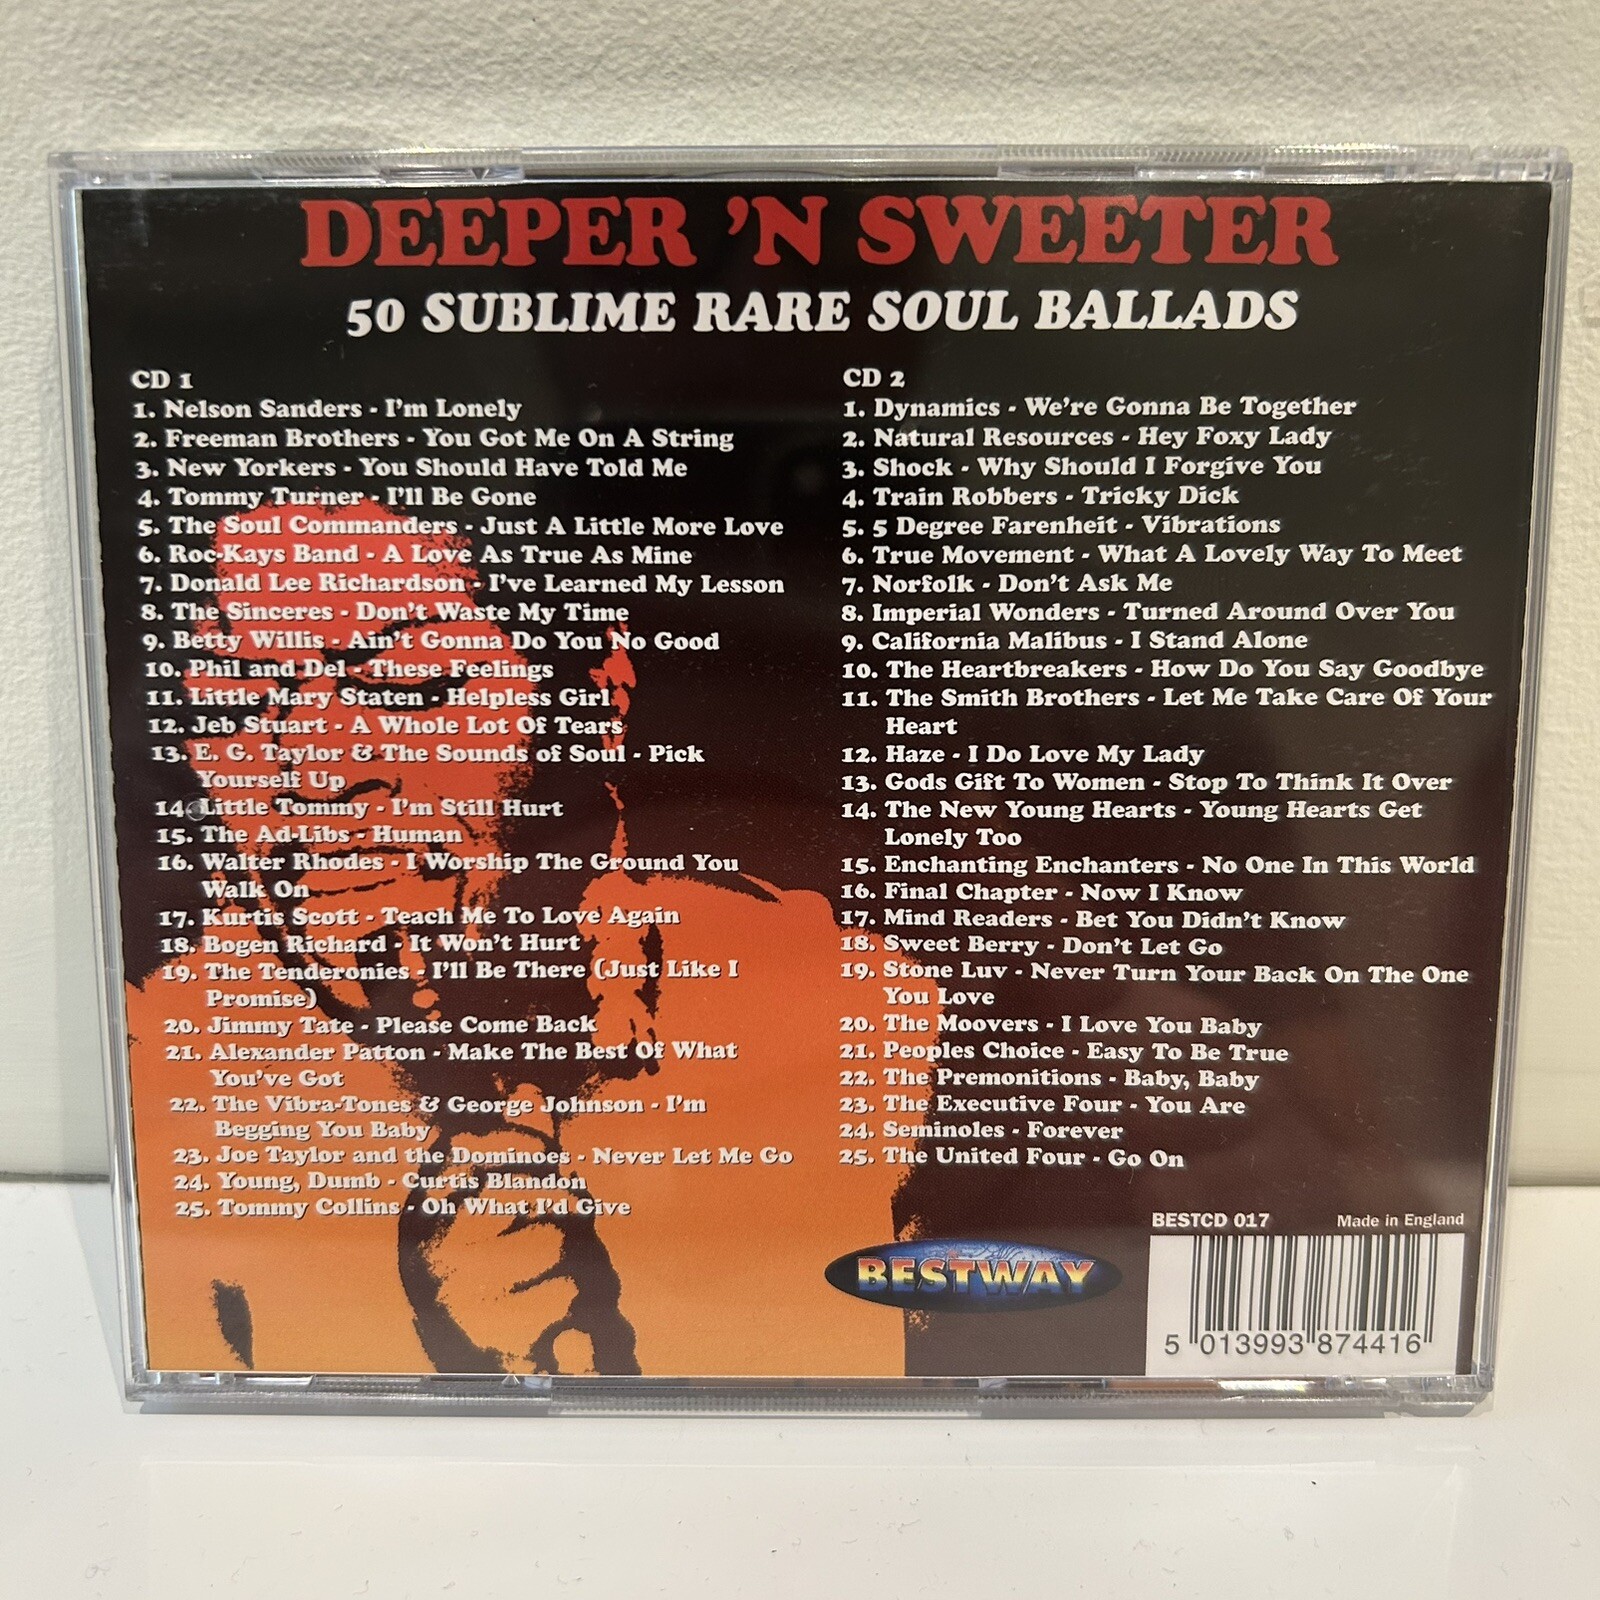 DEEPER 'N SWEETER
50 SUBLIME RARE SOUL BALLADS
CD 1
1. Nelson Sanders - I'm Lonely
2. Freeman Brothers - You Got Me On A String
3. New Yorkers - You Should Have Told Me
4. Tommy Turner - I'll Be Gone
5. The Soul Commanders - Just A Little More Love
6. Roc-Kays Band - A Love As True As Mine
7. Donald Lee Richardson - I've Learned My Lesson
8. The Sinceres - Don't Waste My Time
9. Betty Willis - Ain't Gonna Do You No Good
10. Phil and Del - These Feelings
11. Little Mary Staten - Helpless Girl
12. Jeb Stuart - A Whole Lot Of Tears
13. E. G. Taylor & The Sounds of Soul - Pick
Yourself Up
14. Little Tommy - I'm Still Hurt
15. The Ad-Libs - Human
16. Walter Rhodes - I Worship The Ground You
Walk On
17. Kurtis Scott - Teach Me To Love Again
18. Bogen Richard - It Won't Hurt
19. The Tenderonies - I'll Be There (Just Like I
Promise)
20. Jimmy Tate - Please Come Back
21. Alexander Patton - Make The Best Of What
You've Got
22. The Vibra-Tones & George Johnson - I'm
Begging You Baby
23. Joe Taylor and the Dominoes - Never Let Me Go
24. Young, Dumb - Curtis Blandon
25. Tommy Collins - Oh What I'd Give
CD 2
1. Dynamics - We're Gonna Be Together
2. Natural Resources - Hey Foxy Lady
3. Shock - Why Should I Forgive You
4. Train Robbers - Tricky Dick
5. 5 Degree Farenheit - Vibrations
6. True Movement - What A Lovely Way To Meet
7. Norfolk - Don't Ask Me
8. Imperial Wonders - Turned Around Over You
9. California Malibus - I Stand Alone
10. The Heartbreakers - How Do You Say Goodbye
11. The Smith Brothers - Let Me Take Care Of Your
Heart
12. Haze - I Do Love My Lady
13. Gods Gift To Women - Stop To Think It Over
14. The New Young Hearts - Young Hearts Get
Lonely Too
15. Enchanting Enchanters - No One In This World
16. Final Chapter - Now I Know
17. Mind Readers - Bet You Didn't Know
18. Sweet Berry - Don't Let Go
19. Stone Luv - Never Turn Your Back On The One
You Love
20. The Moovers - I Love You Baby
21. Peoples Choice - Easy To Be True
22. The Premonitions - Baby, Baby
23. The Executive Four - You Are
24. Seminoles - Forever
25. The United Four - Go On
BESTCD 017 Made in England
BESTWAY
5 013993 874416